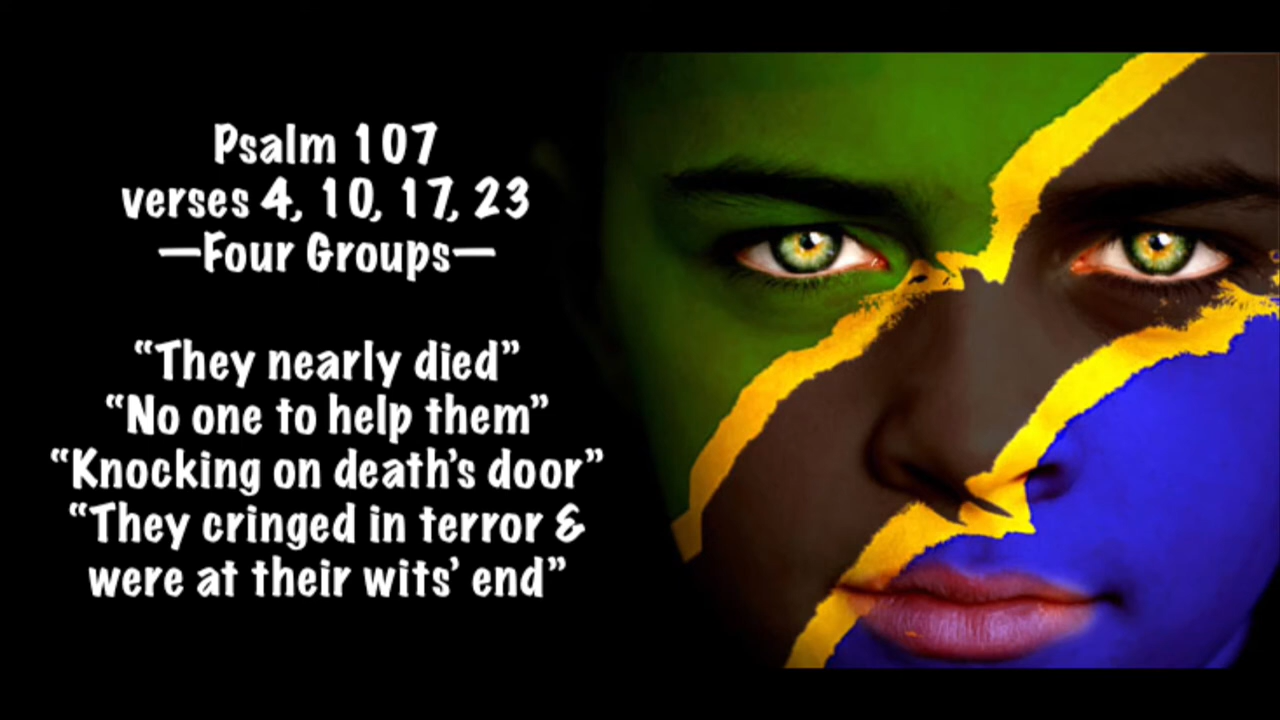 Psalm 107
verses 4, 10, 17, 23
—Four Groups—
“They nearly died”
“No one to help them”
“Knocking on death’s door”
“They cringed in terror &
were at their wits’ end”